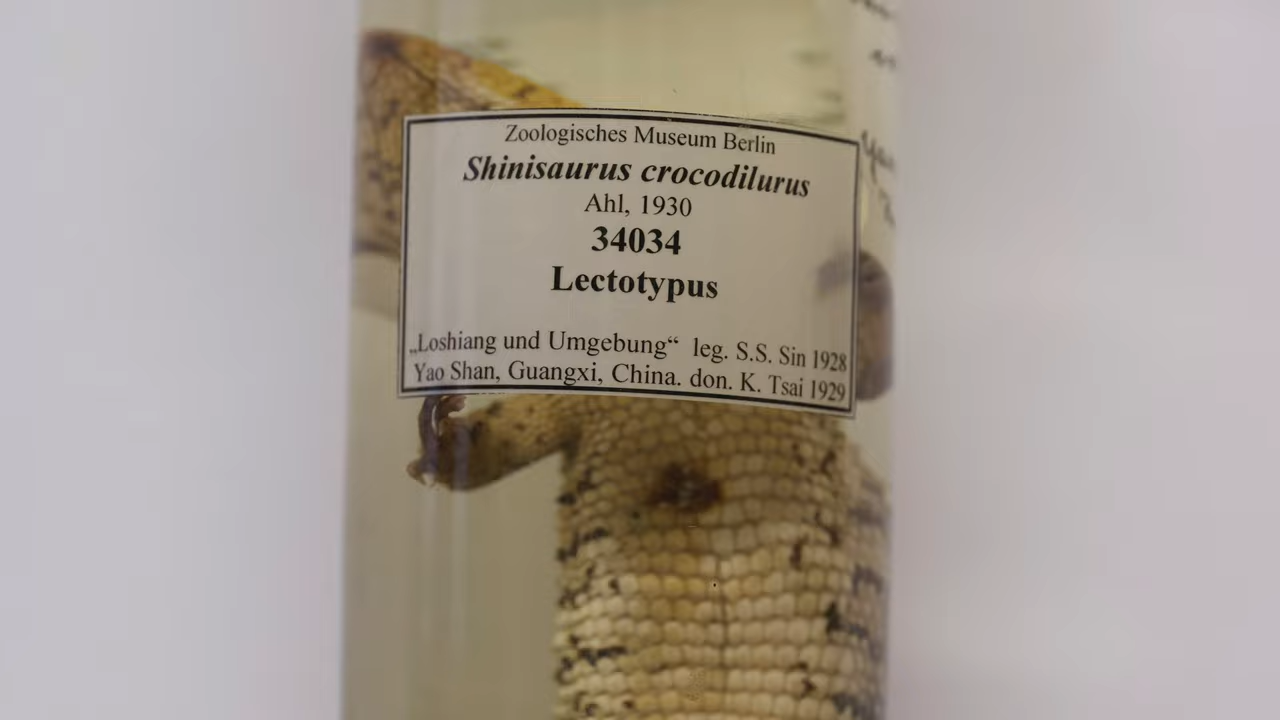 Zoologisches Museum Berlin
Shinisaurus crocodilurus
Ahl, 1930
34034
Lectotypus
„Loshiang und Umgebung“ leg. S.S. Sin 1928
Yao Shan, Guangxi, China. don. K. Tsai 1929